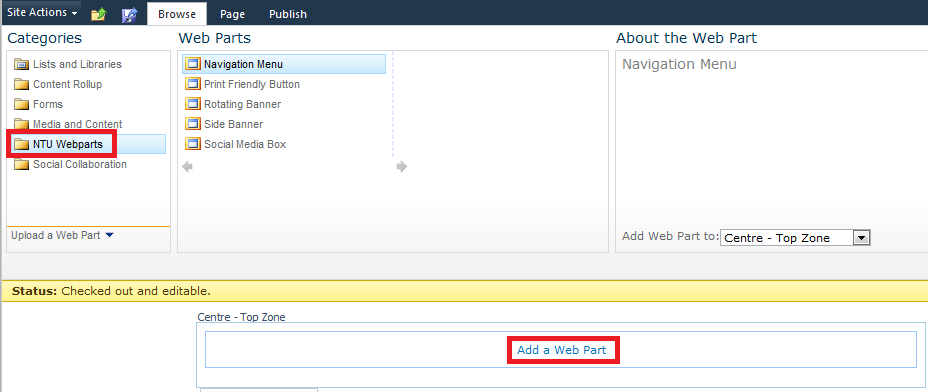 Site Actions Browse Page Publish
Categories Web Parts About the Web Part
Lists and Libraries Navigation Menu Navigation Menu
Content Rollup Print Friendly Button
Forms Rotating Banner
Media and Content Side Banner
NTU Webparts Social Media Box
Social Collaboration
Upload a Web Part Add Web Part to: Centre - Top Zone
Status: Checked out and editable.
Centre - Top Zone
Add a Web Part